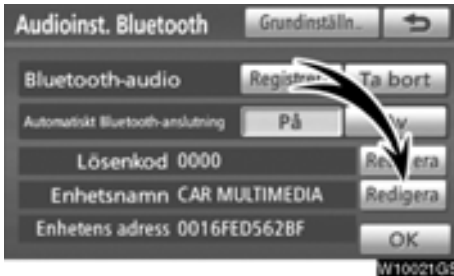 Audioinst. Bluetooth Grundinställn..
Bluetooth-audio Ta bort
Automatiskt Bluetooth-anslutning På
Lösenkod 0000
Enhetsnamn CAR MULTIMEDIA Redigera
Enhetens adress 0016FED562BF OK